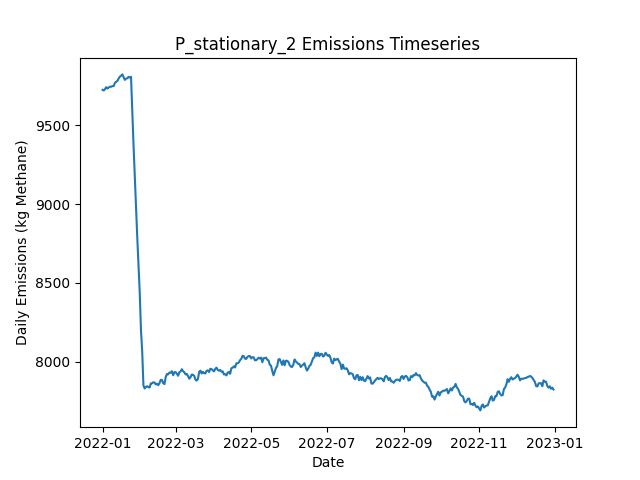 P_stationary_2 Emissions Timeseries
Daily Emissions (kg Methane)
9500
9000
8500
8000
2022-01 2022-03 2022-05 2022-07 2022-09 2022-11 2023-01
Date